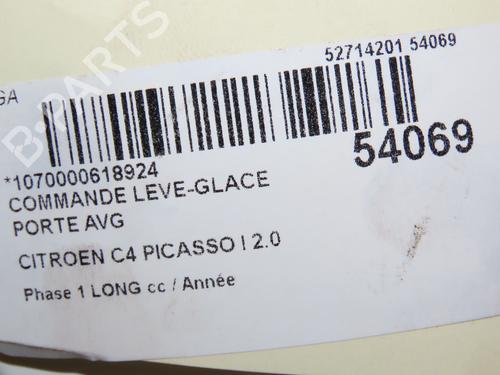 GA
52714201 54069
54069
*1070000618924
COMMANDE LEVE-GLACE
PORTE AVG
CITROEN C4 PICASSO I 2.0
Phase 1 LONG cc / Année
B-PARTS